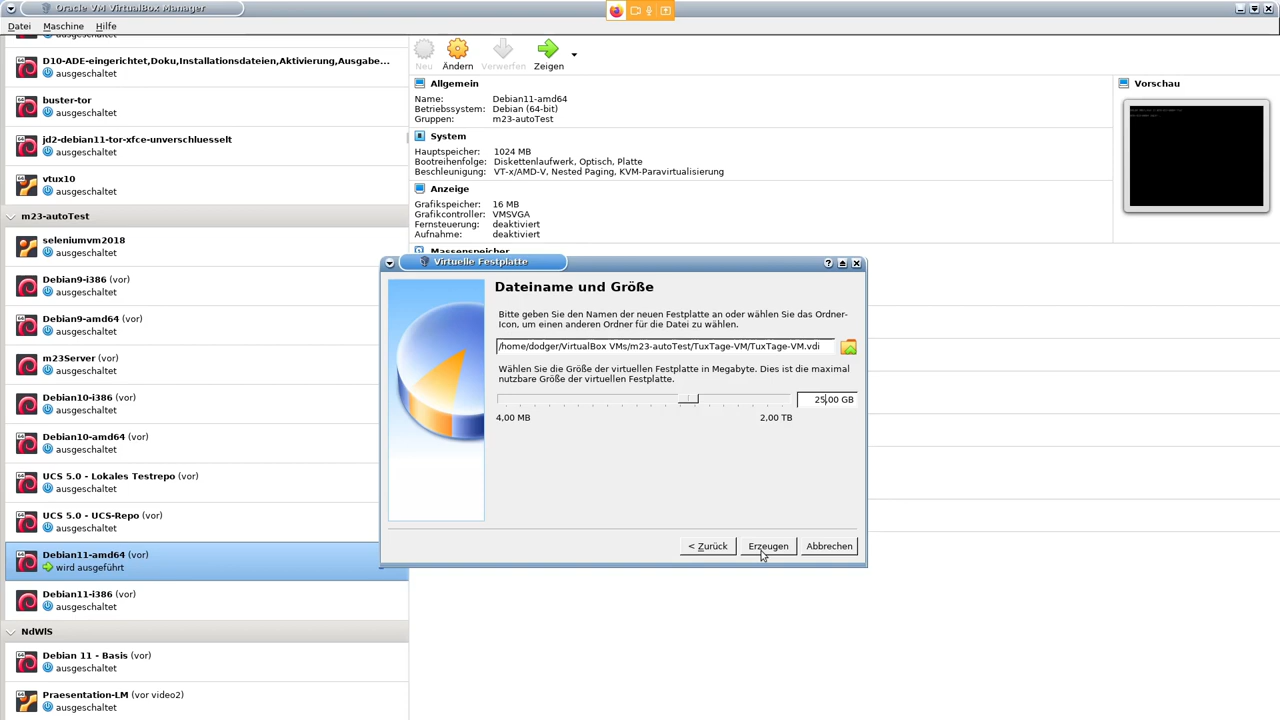 Oracle VM VirtualBox Manager
Datei Maschine Hilfe
ausgeschaltet
D10-ADE-eingerichtet,Doku,Installationsdateien,Aktivierung,Ausgabe...
ausgeschaltet
buster-tor
ausgeschaltet
jd2-debian11-tor-xfce-unverschluesselt
ausgeschaltet
vtux10
ausgeschaltet
m23-autoTest
seleniumvm2018
ausgeschaltet
Debian9-i386 (vor)
ausgeschaltet
Debian9-amd64 (vor)
ausgeschaltet
m23Server (vor)
ausgeschaltet
Debian10-i386 (vor)
ausgeschaltet
Debian10-amd64 (vor)
ausgeschaltet
UCS 5.0 - Lokales Testrepo (vor)
ausgeschaltet
UCS 5.0 - UCS-Repo (vor)
ausgeschaltet
Debian11-amd64 (vor)
wird ausgeführt
Debian11-i386 (vor)
ausgeschaltet
NdWlS
Debian 11 - Basis (vor)
ausgeschaltet
Praesentation-LM (vor video2)
ausgeschaltet
Neu Ändern Verwerfen Zeigen
Allgemein
Name: Debian11-amd64
Betriebssystem: Debian (64-bit)
Gruppen: m23-autoTest
System
Hauptspeicher: 1024 MB
Bootreihenfolge: Diskettenlaufwerk, Optisch, Platte
Beschleunigung: VT-x/AMD-V, Nested Paging, KVM-Paravirtualisierung
Anzeige
Grafikspeicher: 16 MB
Grafikcontroller: VMSVGA
Fernsteuerung: deaktiviert
Aufnahme: deaktiviert
Massenspeicher
Vorschau
Virtuelle Festplatte
Dateiname und Größe
Bitte geben Sie den Namen der neuen Festplatte an oder wählen Sie das Ordner-
Icon, um einen anderen Ordner für die Datei zu wählen.
/home/dodger/VirtualBox VMs/m23-autoTest/TuxTage-VM/TuxTage-VM.vdi
Wählen Sie die Größe der virtuellen Festplatte in Megabyte. Dies ist die maximal
nutzbare Größe der virtuellen Festplatte.
25,00 GB
4,00 MB 2,00 TB
< Zurück Erzeugen Abbrechen